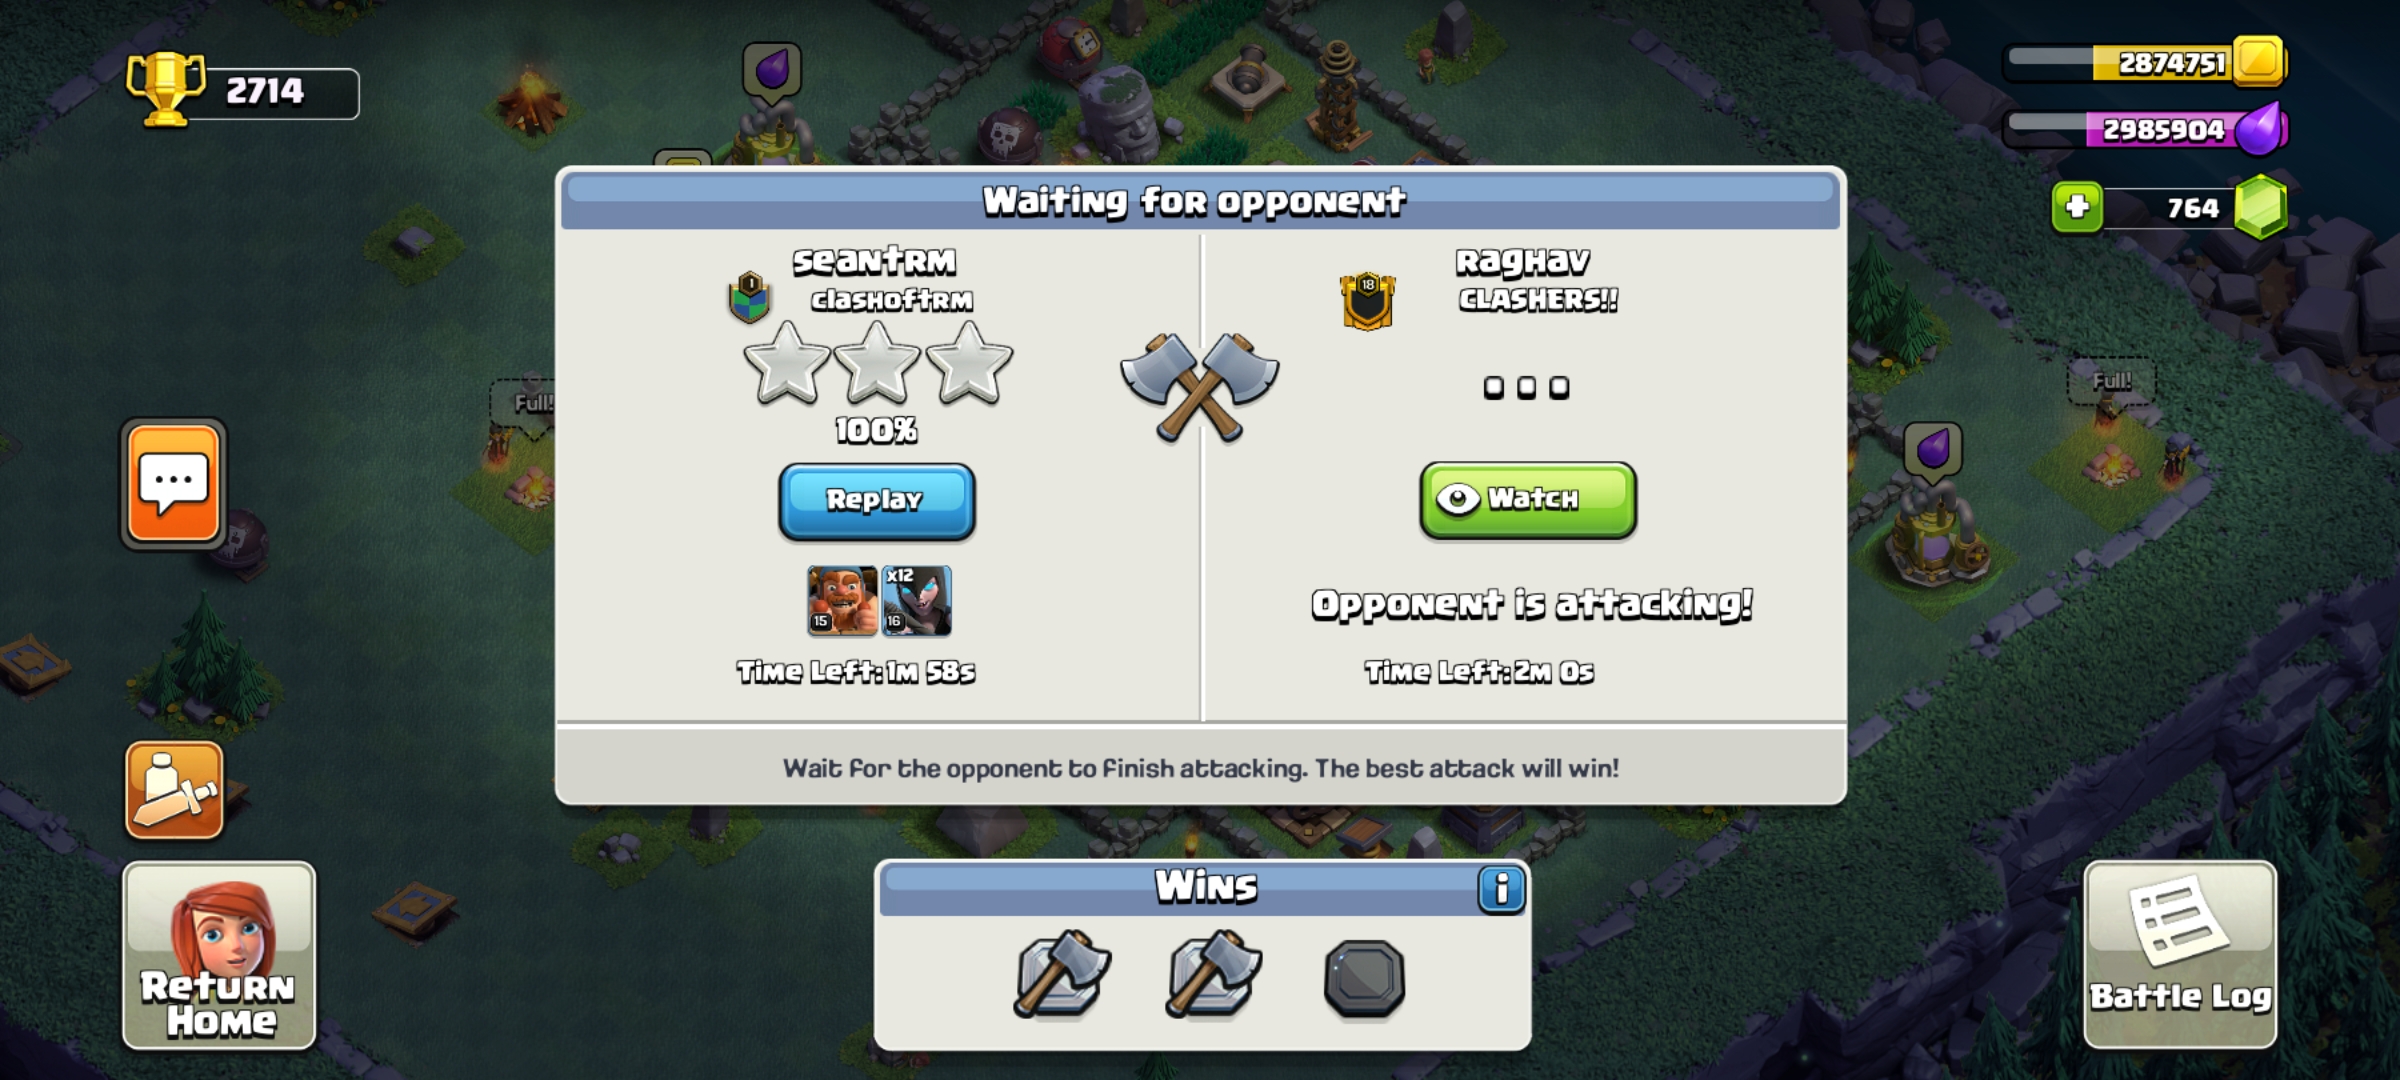 2714
2874751
2985904
764
Waiting for opponent
seantrm
1
clashoftrm
100%
Replay
15
x12
16
Time Left:1m 58s
Raghav
18
CLASHERS!!
Watch
Opponent is attacking!
Time Left:2m 0s
Wait for the opponent to finish attacking. The best attack will win!
Full!
Full!
Wins
i
Return
Home
Battle Log